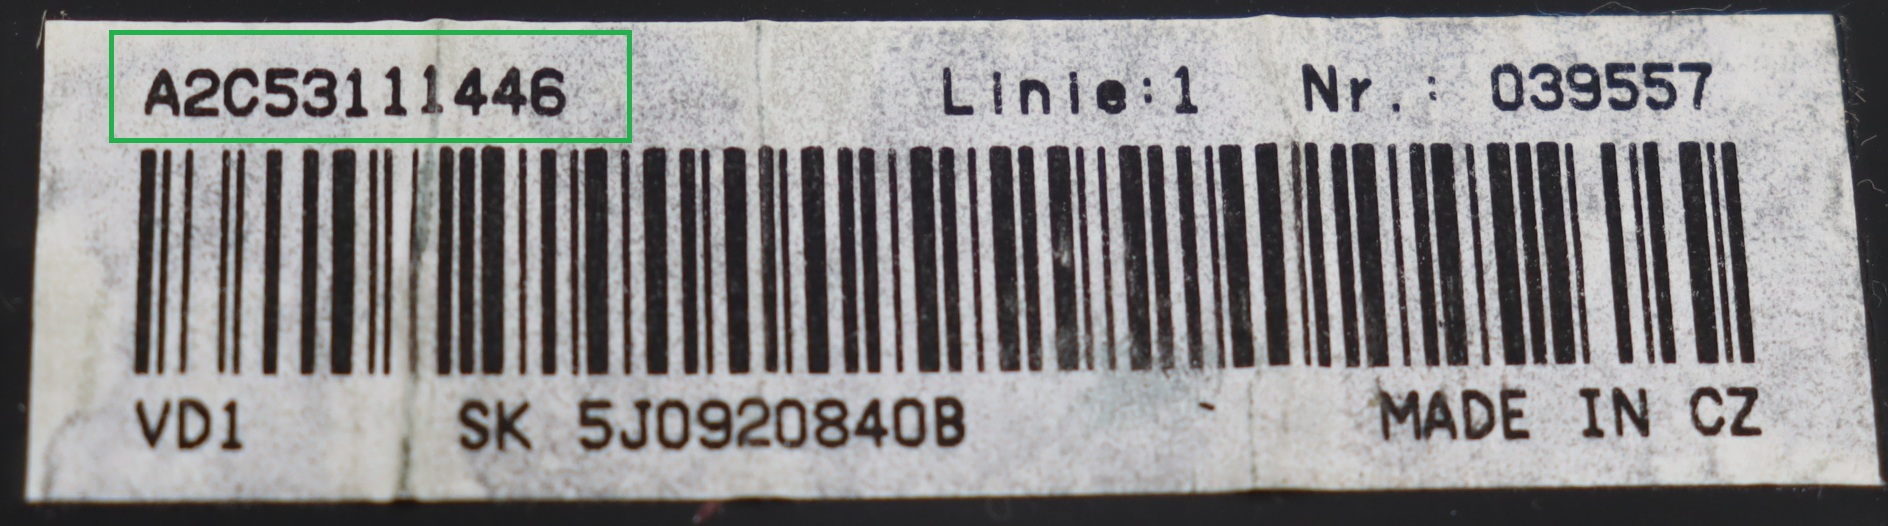 A2C53111446 Linie:1 Nr.: 039557
VD1 SK 5J0920840B MADE IN CZ